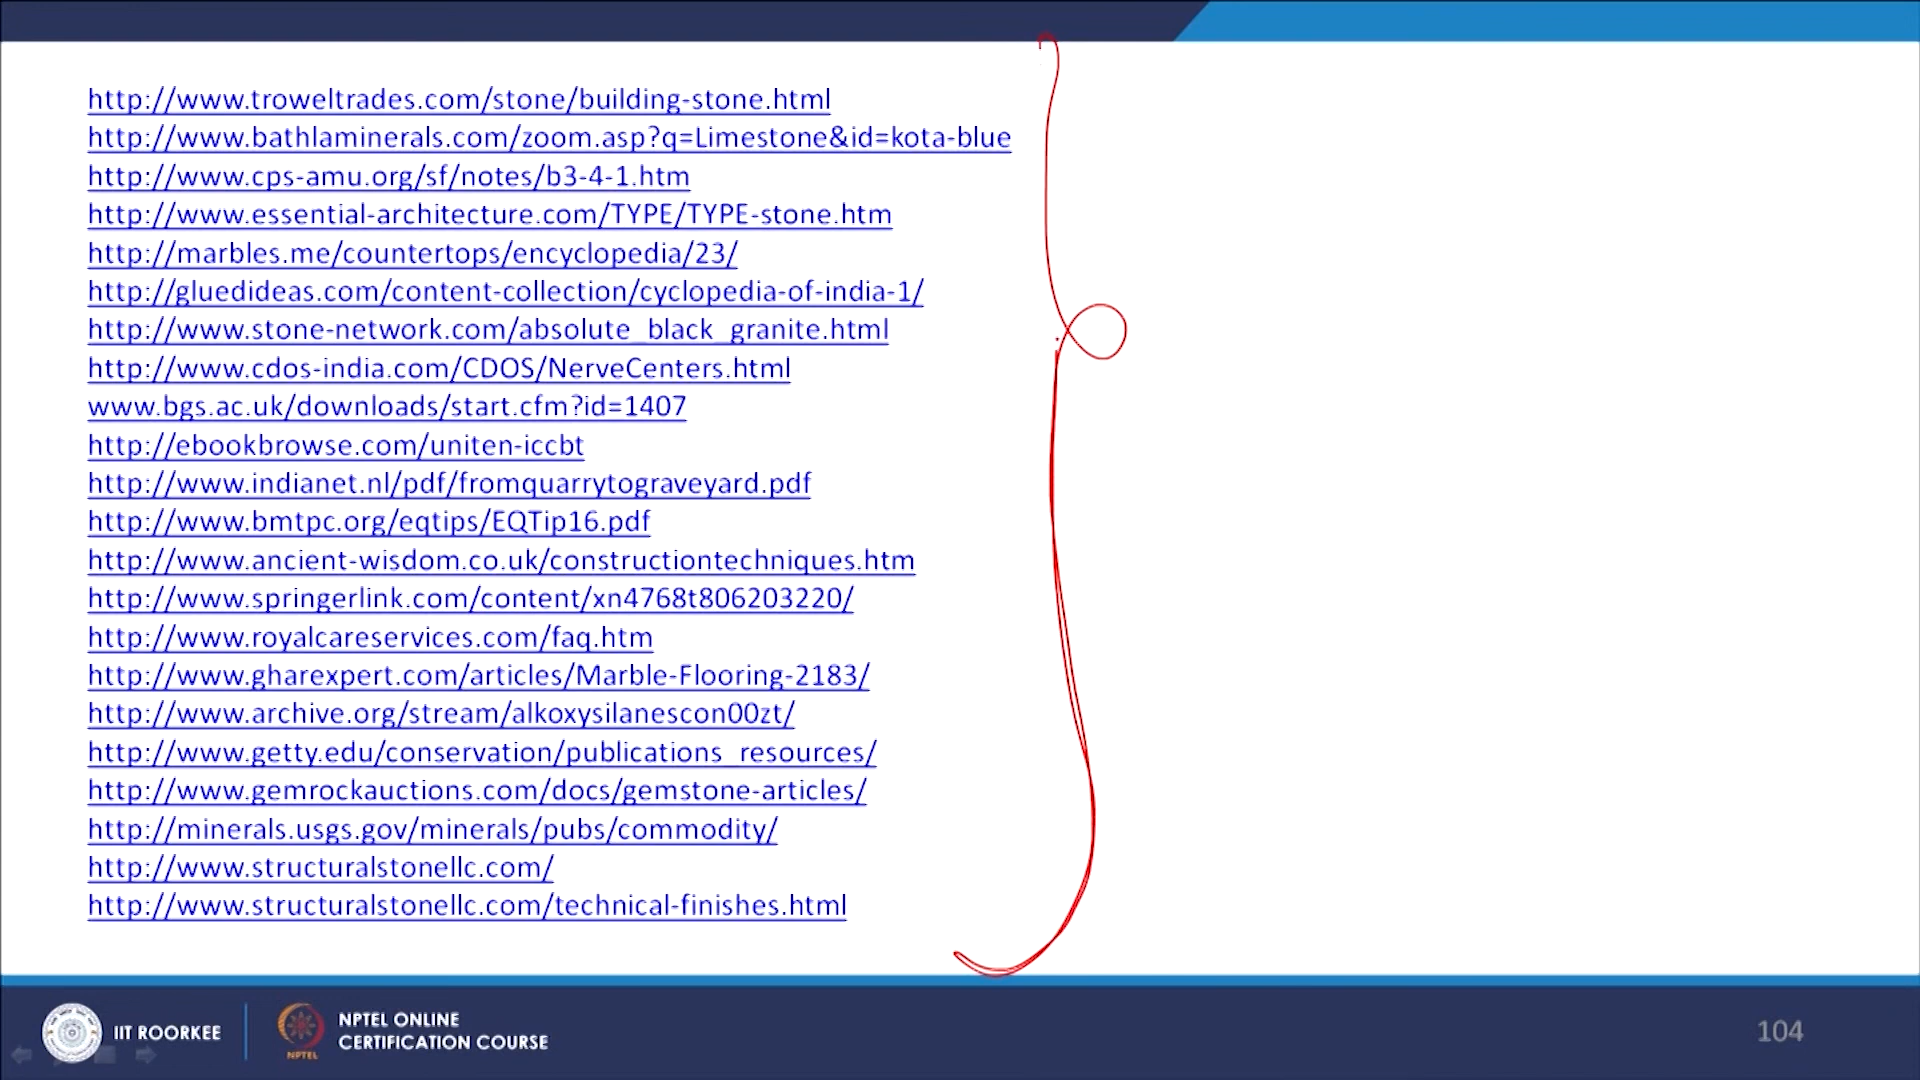 http://www.troweltrades.com/stone/building-stone.html
http://www.bathlaminerals.com/zoom.asp?q=Limestone&id=kota-blue
http://www.cps-amu.org/sf/notes/b3-4-1.htm
http://www.essential-architecture.com/TYPE/TYPE-stone.htm
http://marbles.me/countertops/encyclopedia/23/
http://gluedideas.com/content-collection/cyclopedia-of-india-1/
http://www.stone-network.com/absolute_black_granite.html
http://www.cdos-india.com/CDOS/NerveCenters.html
www.bgs.ac.uk/downloads/start.cfm?id=1407
http://ebookbrowse.com/uniten-iccbt
http://www.indianet.nl/pdf/fromquarrytograveyard.pdf
http://www.bmtpc.org/eqtips/EQTip16.pdf
http://www.ancient-wisdom.co.uk/constructiontechniques.htm
http://www.springerlink.com/content/xn4768t806203220/
http://www.royalcareservices.com/faq.htm
http://www.gharexpert.com/articles/Marble-Flooring-2183/
http://www.archive.org/stream/alkoxysilanescon00zt/
http://www.getty.edu/conservation/publications_resources/
http://www.gemrockauctions.com/docs/gemstone-articles/
http://minerals.usgs.gov/minerals/pubs/commodity/
http://www.structuralstonellc.com/
http://www.structuralstonellc.com/technical-finishes.html
IIT ROORKEE
NPTEL
NPTEL ONLINE
CERTIFICATION COURSE
104